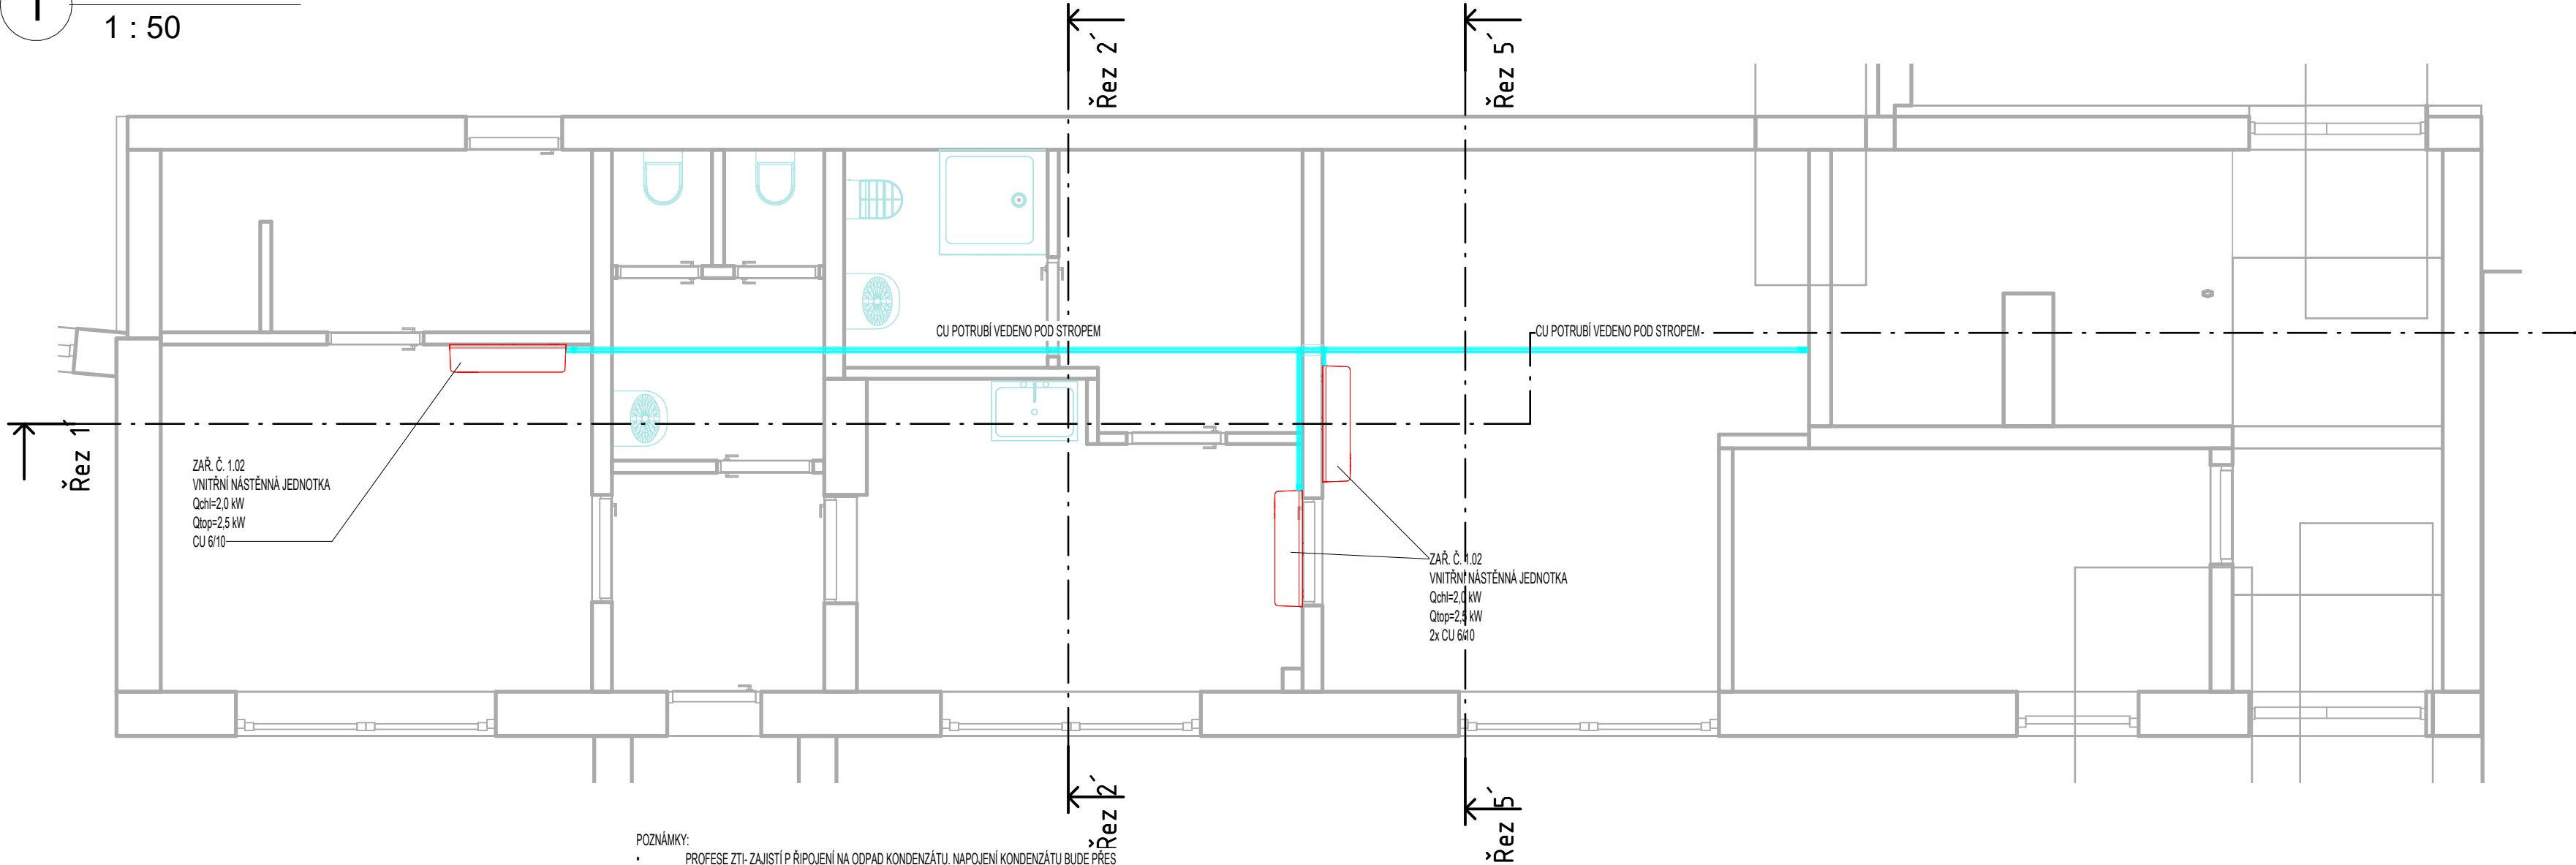 1
1 : 50
Řez 2´
Řez 5´
CU POTRUBÍ VEDENO POD STROPEM
CU POTRUBÍ VEDENO POD STROPEM
Řez 1´
ZAŘ. Č. 1.02
VNITŘNÍ NÁSTĚNNÁ JEDNOTKA
Qchl=2,0 kW
Qtop=2,5 kW
CU 6/10
ZAŘ. Č. 1.02
VNITŘNÍ NÁSTĚNNÁ JEDNOTKA
Qchl=2,0 kW
Qtop=2,5 kW
2x CU 6/10
Řez 2´
Řez 5´
POZNÁMKY:
• PROFESE ZTI- ZAJISTÍ P ŘIPOJENÍ NA ODPAD KONDENZÁTU. NAPOJENÍ KONDENZÁTU BUDE PŘES